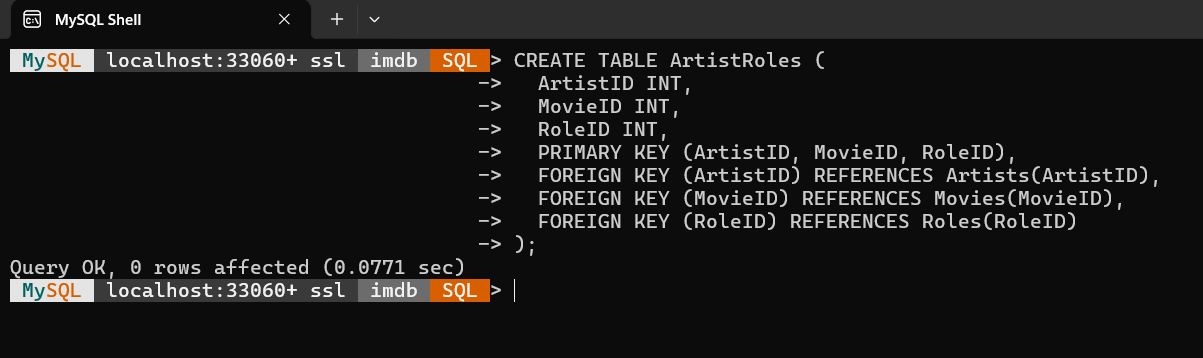 MySQL Shell
MySQL localhost:33060+ ssl imdb SQL > CREATE TABLE ArtistRoles (
-> ArtistID INT,
-> MovieID INT,
-> RoleID INT,
-> PRIMARY KEY (ArtistID, MovieID, RoleID),
-> FOREIGN KEY (ArtistID) REFERENCES Artists(ArtistID),
-> FOREIGN KEY (MovieID) REFERENCES Movies(MovieID),
-> FOREIGN KEY (RoleID) REFERENCES Roles(RoleID)
-> );
Query OK, 0 rows affected (0.0771 sec)
MySQL localhost:33060+ ssl imdb SQL >